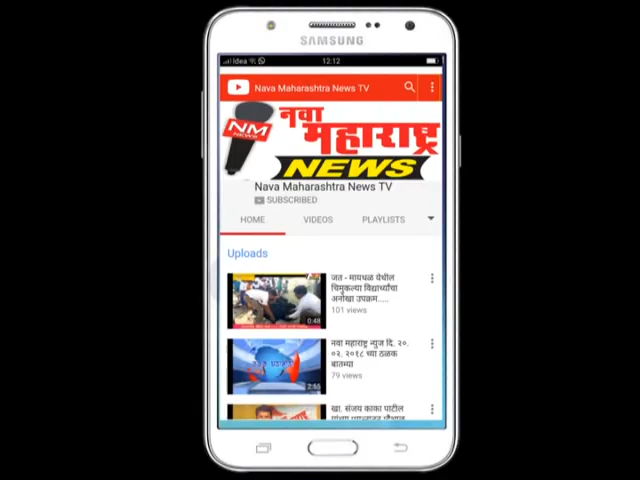 SAMSUNG
Idea 12:12
Nava Maharashtra News TV
नवा
महाराष्ट्र
NM
NEWS
NEWS
Nava Maharashtra News TV
SUBSCRIBED
HOME VIDEOS PLAYLISTS
Uploads
जत - मायथळ येथील
चिमुकल्या विद्यार्थ्यांचा
अनोखा उपक्रम.....
101 views
0:48
नवा महाराष्ट्र न्युज दि. २०.
०२. २०१८ च्या ठळक
बातम्या
79 views
2:55
खा. संजय काका पाटील